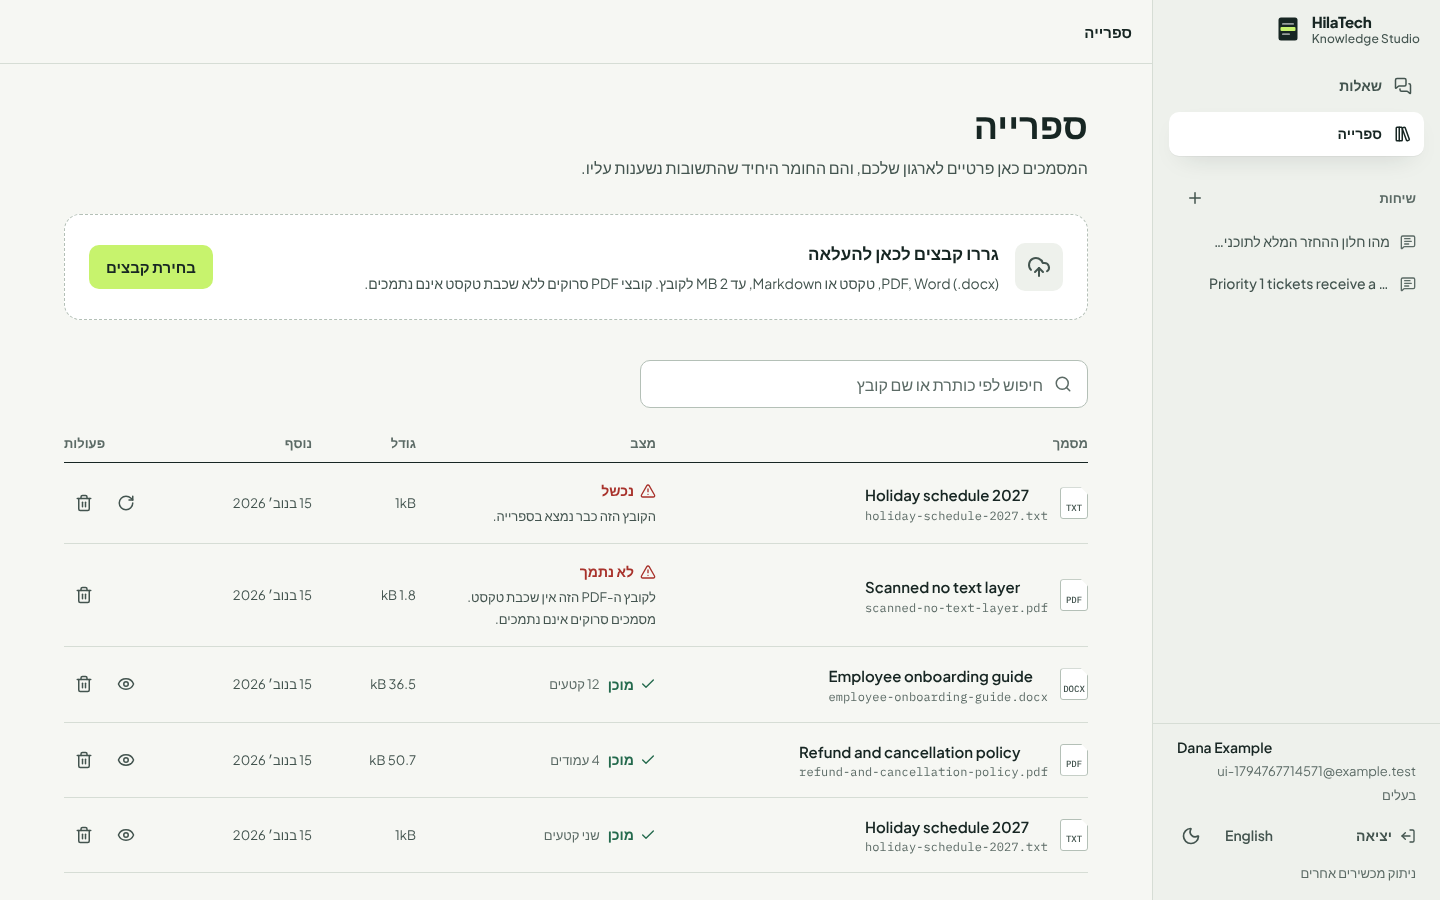 HilaTech
Knowledge Studio
שאלות
ספרייה
שיחות
מהו חלון ההחזר המלא לתוכני...
Priority 1 tickets receive a ...
Dana Example
ui-1794767714571@example.test
בעלים
יציאה
English
ניתוק מכשירים אחרים
ספרייה
ספרייה
המסמכים כאן פרטיים לארגון שלכם, והם החומר היחיד שהתשובות נשענות עליו.
גררו קבצים לכאן להעלאה
PDF, Word (.docx), טקסט או Markdown, עד 2 MB לקובץ. קובצי PDF סרוקים ללא שכבת טקסט אינם נתמכים.
בחירת קבצים
חיפוש לפי כותרת או שם קובץ
מסמך מצב גודל נוסף פעולות
TXT
Holiday schedule 2027
holiday-schedule-2027.txt
נכשל
הקובץ הזה כבר נמצא בספרייה.
1kB
15 בנוב׳ 2026
PDF
Scanned no text layer
scanned-no-text-layer.pdf
לא נתמך
לקובץ ה-PDF הזה אין שכבת טקסט.
מסמכים סרוקים אינם נתמכים.
1.8 kB
15 בנוב׳ 2026
DOCX
Employee onboarding guide
employee-onboarding-guide.docx
מוכן 12 קטעים
36.5 kB
15 בנוב׳ 2026
PDF
Refund and cancellation policy
refund-and-cancellation-policy.pdf
מוכן 4 עמודים
50.7 kB
15 בנוב׳ 2026
TXT
Holiday schedule 2027
holiday-schedule-2027.txt
מוכן שני קטעים
1kB
15 בנוב׳ 2026